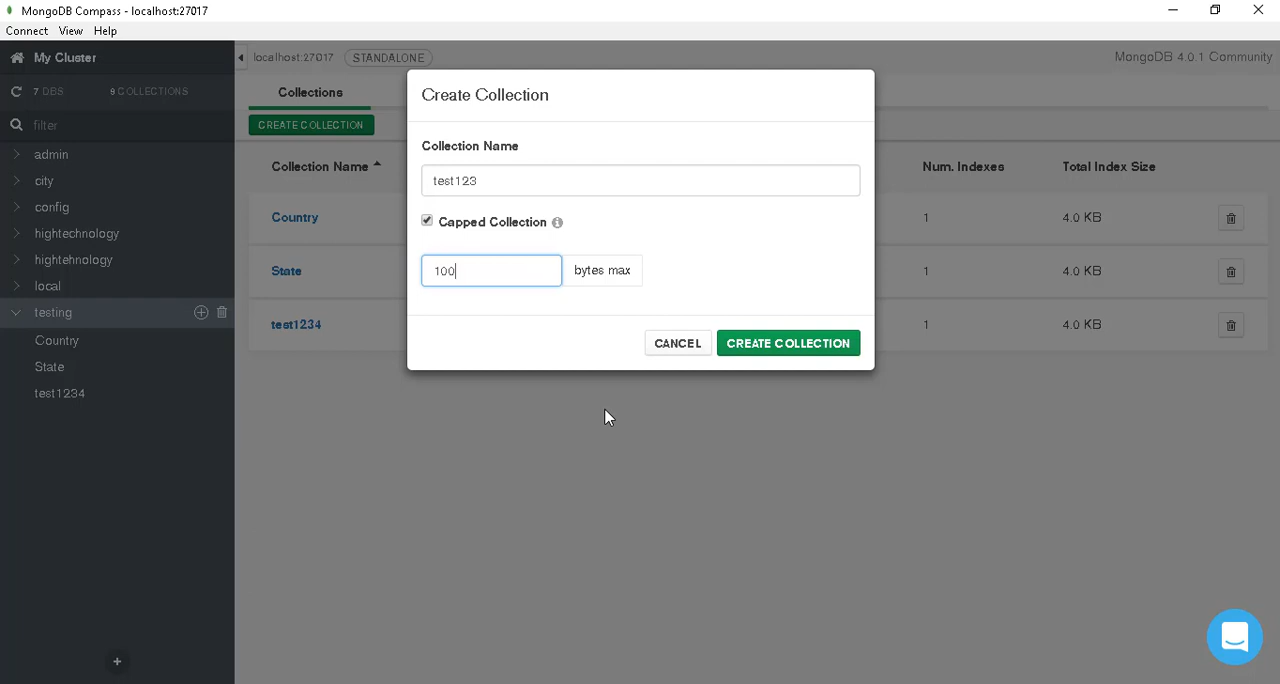 MongoDB Compass - localhost:27017
Connect View Help
My Cluster
localhost:27017 STANDALONE
MongoDB 4.0.1 Community
7 DBS 9 COLLECTIONS
Collections
filter
CREATE COLLECTION
Collection Name Num. Indexes Total Index Size
admin
city
config
hightechnology
hightehnology
local
testing
Country
State
test1234
Country 1 4.0 KB
State 1 4.0 KB
test1234 1 4.0 KB
Create Collection
Collection Name
test123
Capped Collection
100 bytes max
CANCEL CREATE COLLECTION